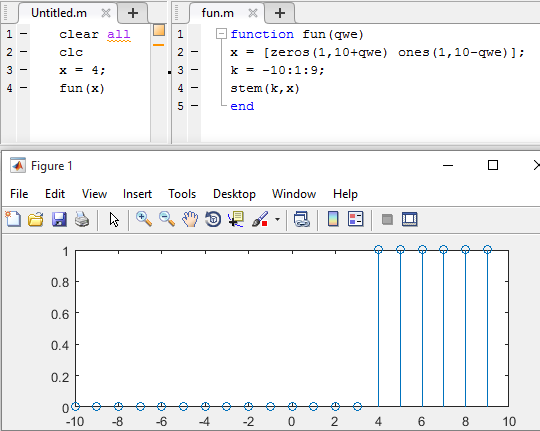 Untitled.m
1 clear all
2 clc
3 x = 4;
4 fun(x)
fun.m
1 function fun(qwe)
2 x = [zeros(1,10+qwe) ones(1,10-qwe)];
3 k = -10:1:9;
4 stem(k,x)
5 end
Figure 1
File Edit View Insert Tools Desktop Window Help
1
0.8
0.6
0.4
0.2
0
-10 -8 -6 -4 -2 0 2 4 6 8 10